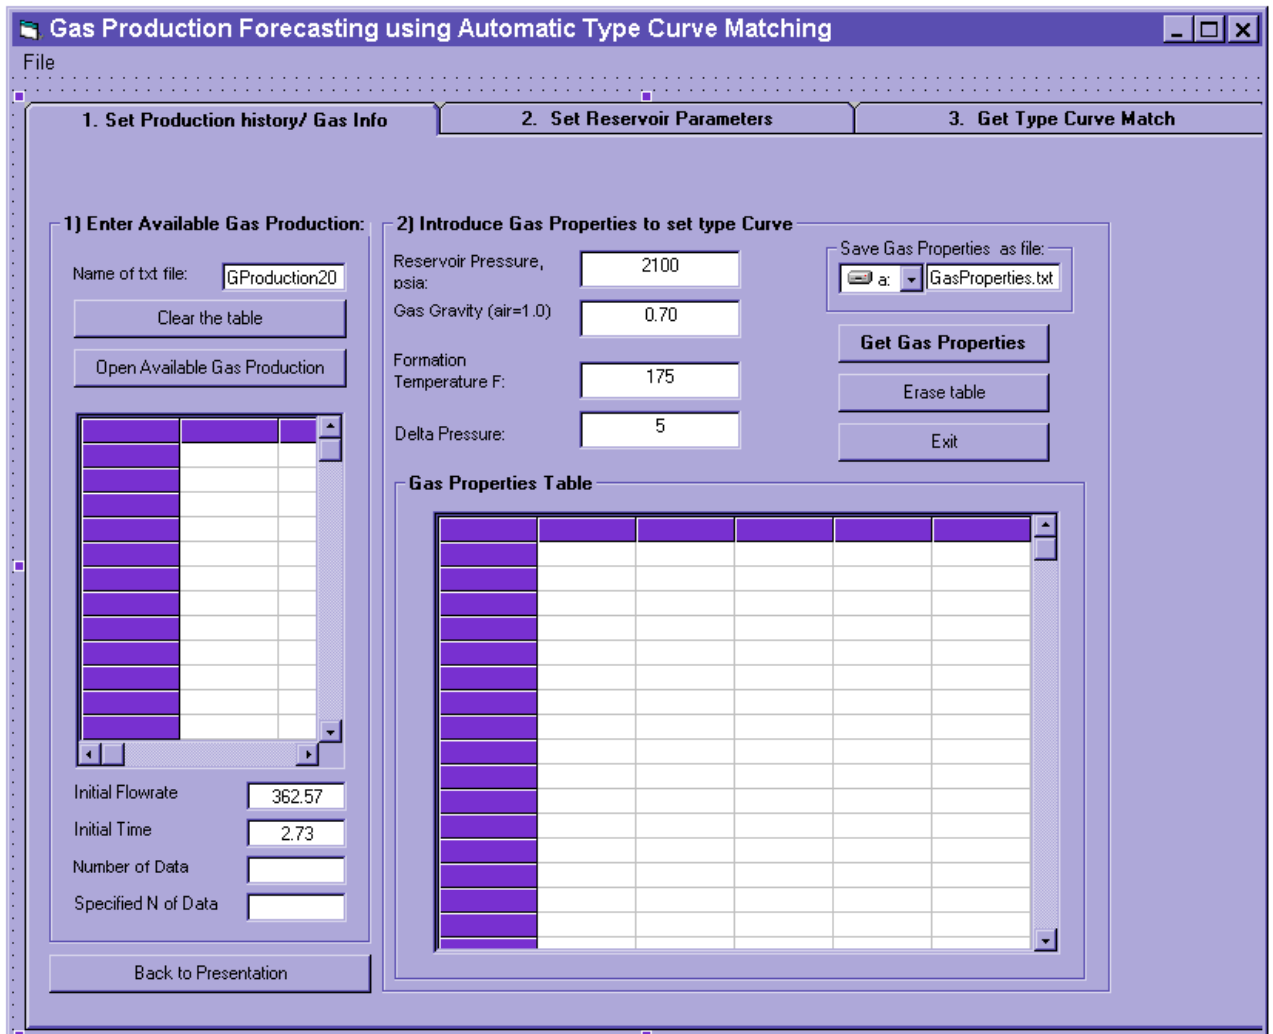 Gas Production Forecasting using Automatic Type Curve Matching
File
1. Set Production history/ Gas Info
2. Set Reservoir Parameters
3. Get Type Curve Match
1) Enter Available Gas Production:
Name of txt file:
GProduction20
Clear the table
Open Available Gas Production
Initial Flowrate
362.57
Initial Time
2.73
Number of Data
Specified N of Data
Back to Presentation
2) Introduce Gas Properties to set type Curve
Reservoir Pressure,
psia:
2100
Gas Gravity (air=1.0)
0.70
Formation
Temperature F:
175
Delta Pressure:
5
Save Gas Properties as file:
a:
GasProperties.txt
Get Gas Properties
Erase table
Exit
Gas Properties Table